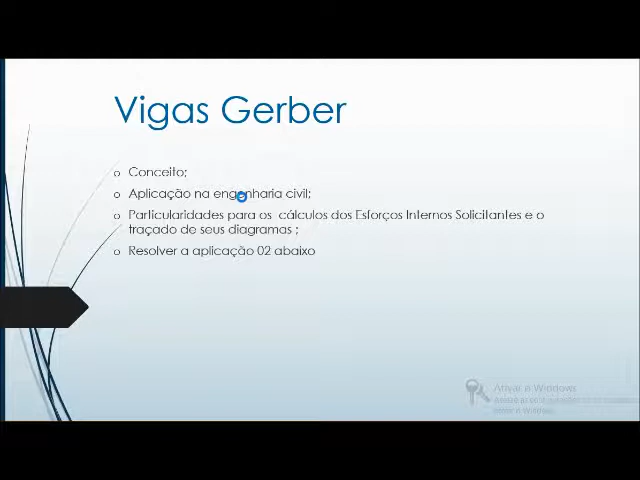 Vigas Gerber
Conceito;
Aplicação na engenharia civil;
Particularidades para os cálculos dos Esforços Internos Solicitantes e o
traçado de seus diagramas ;
Resolver a aplicação 02 abaixo
Ativar o Windows